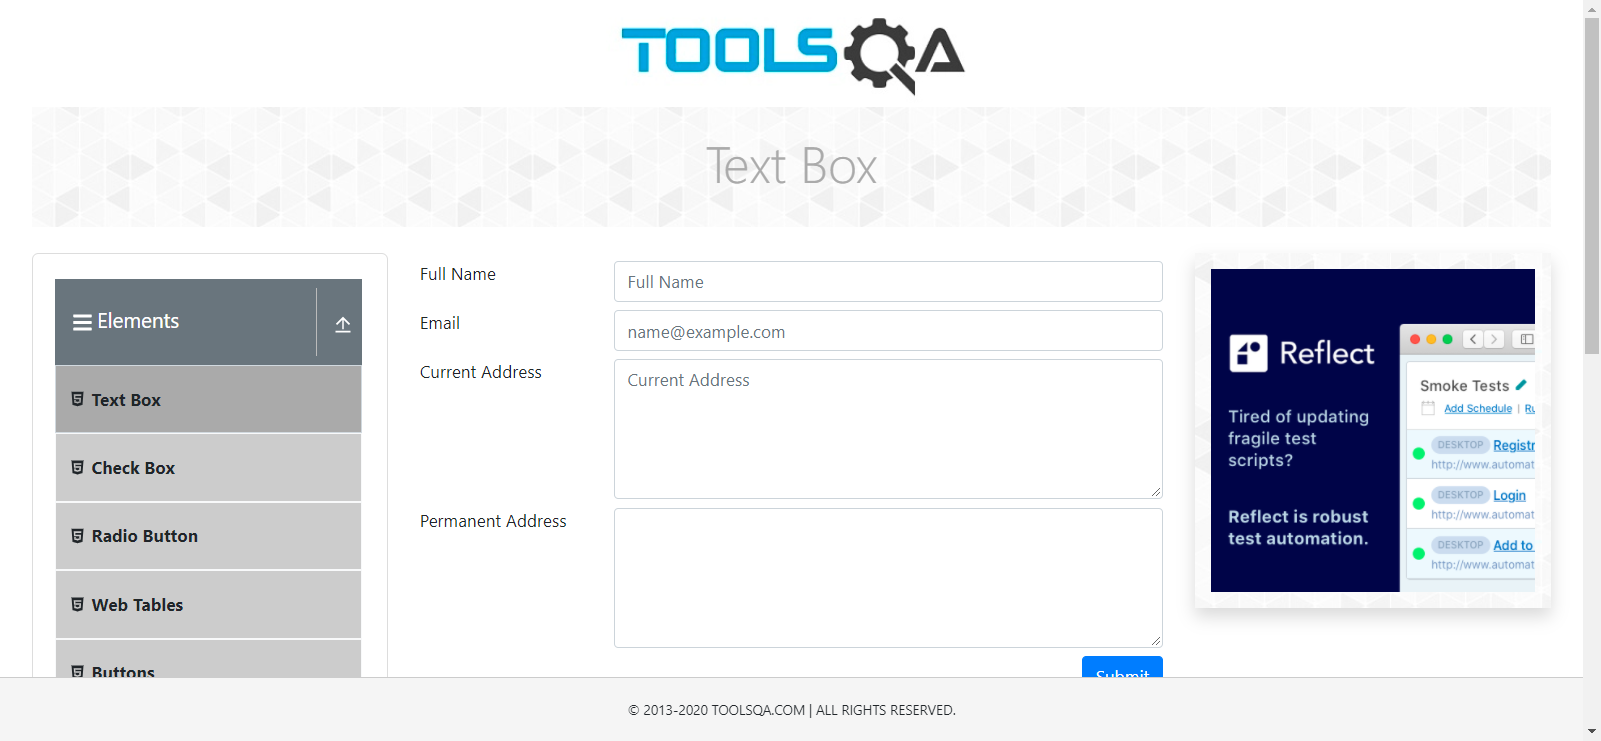 TOOLSQA
Text Box
Elements
Text Box
Check Box
Radio Button
Web Tables
Buttons
Full Name
Full Name
Email
name@example.com
Current Address
Current Address
Permanent Address
Submit
Reflect
Tired of updating
fragile test
scripts?
Reflect is robust
test automation.
Smoke Tests
Add Schedule | Ru
DESKTOP Registr
http://www.automat
DESKTOP Login
http://www.automat
DESKTOP Add to
http://www.automat
© 2013-2020 TOOLSQA.COM | ALL RIGHTS RESERVED.